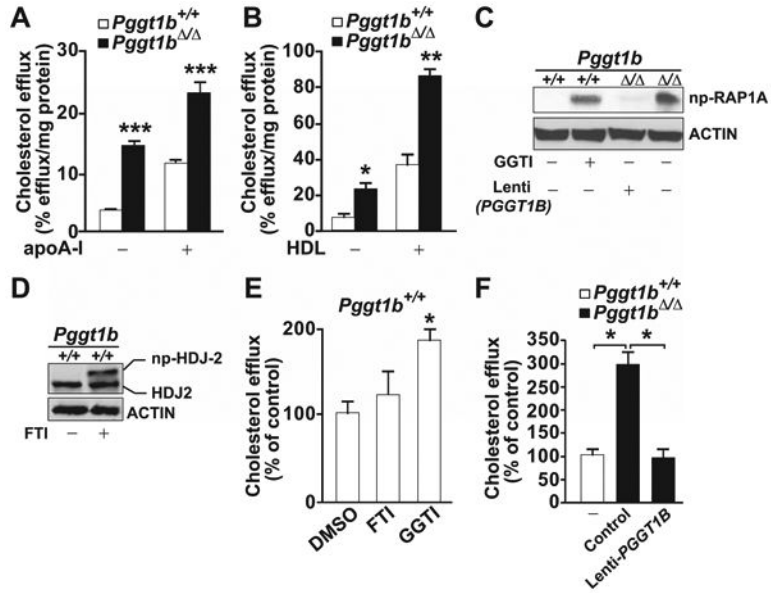 A
Pggt1b+/+
Pggt1bΔ/Δ
Cholesterol efflux
(% efflux/mg protein)
30
20
10
0
***
***
apoA-I
– +
B
Pggt1b+/+
Pggt1bΔ/Δ
Cholesterol efflux
(% efflux/mg protein)
100
80
60
40
20
0
*
**
HDL
– +
C
Pggt1b
+/+ +/+ Δ/Δ Δ/Δ
np-RAP1A
ACTIN
GGTI – + – –
Lenti – – + –
(PGGT1B)
D
Pggt1b
+/+ +/+
np-HDJ-2
HDJ2
ACTIN
FTI – +
E
Pggt1b+/+
Cholesterol efflux
(% of control)
200
100
0
*
DMSO
FTI
GGTI
F
Pggt1b+/+
Pggt1bΔ/Δ
Cholesterol efflux
(% of control)
350
300
250
200
150
100
50
0
* *
–
Control
Lenti-PGGT1B